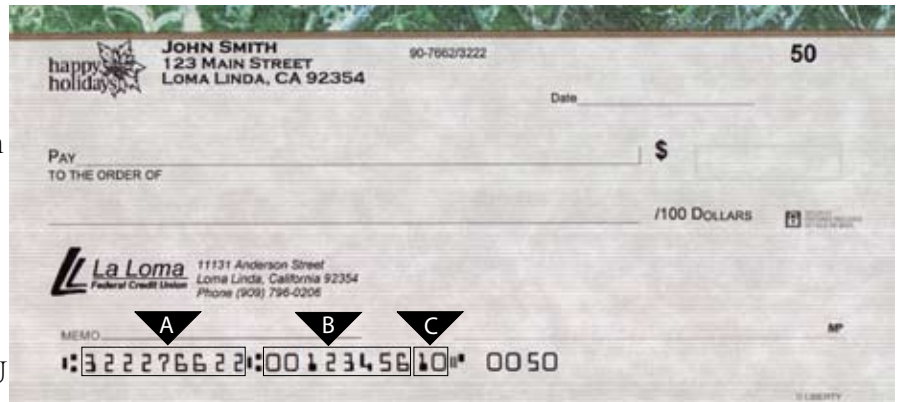 JOHN SMITH
123 MAIN STREET
LOMA LINDA, CA 92354
happy
holidays
90-7662/3222
50
Date
PAY
TO THE ORDER OF
$
/100 DOLLARS
La Loma
Federal Credit Union
11131 Anderson Street
Loma Linda, California 92354
Phone (909) 796-0206
A B C
MEMO
MP
322276622 00123456 10 0050
LIBERTY